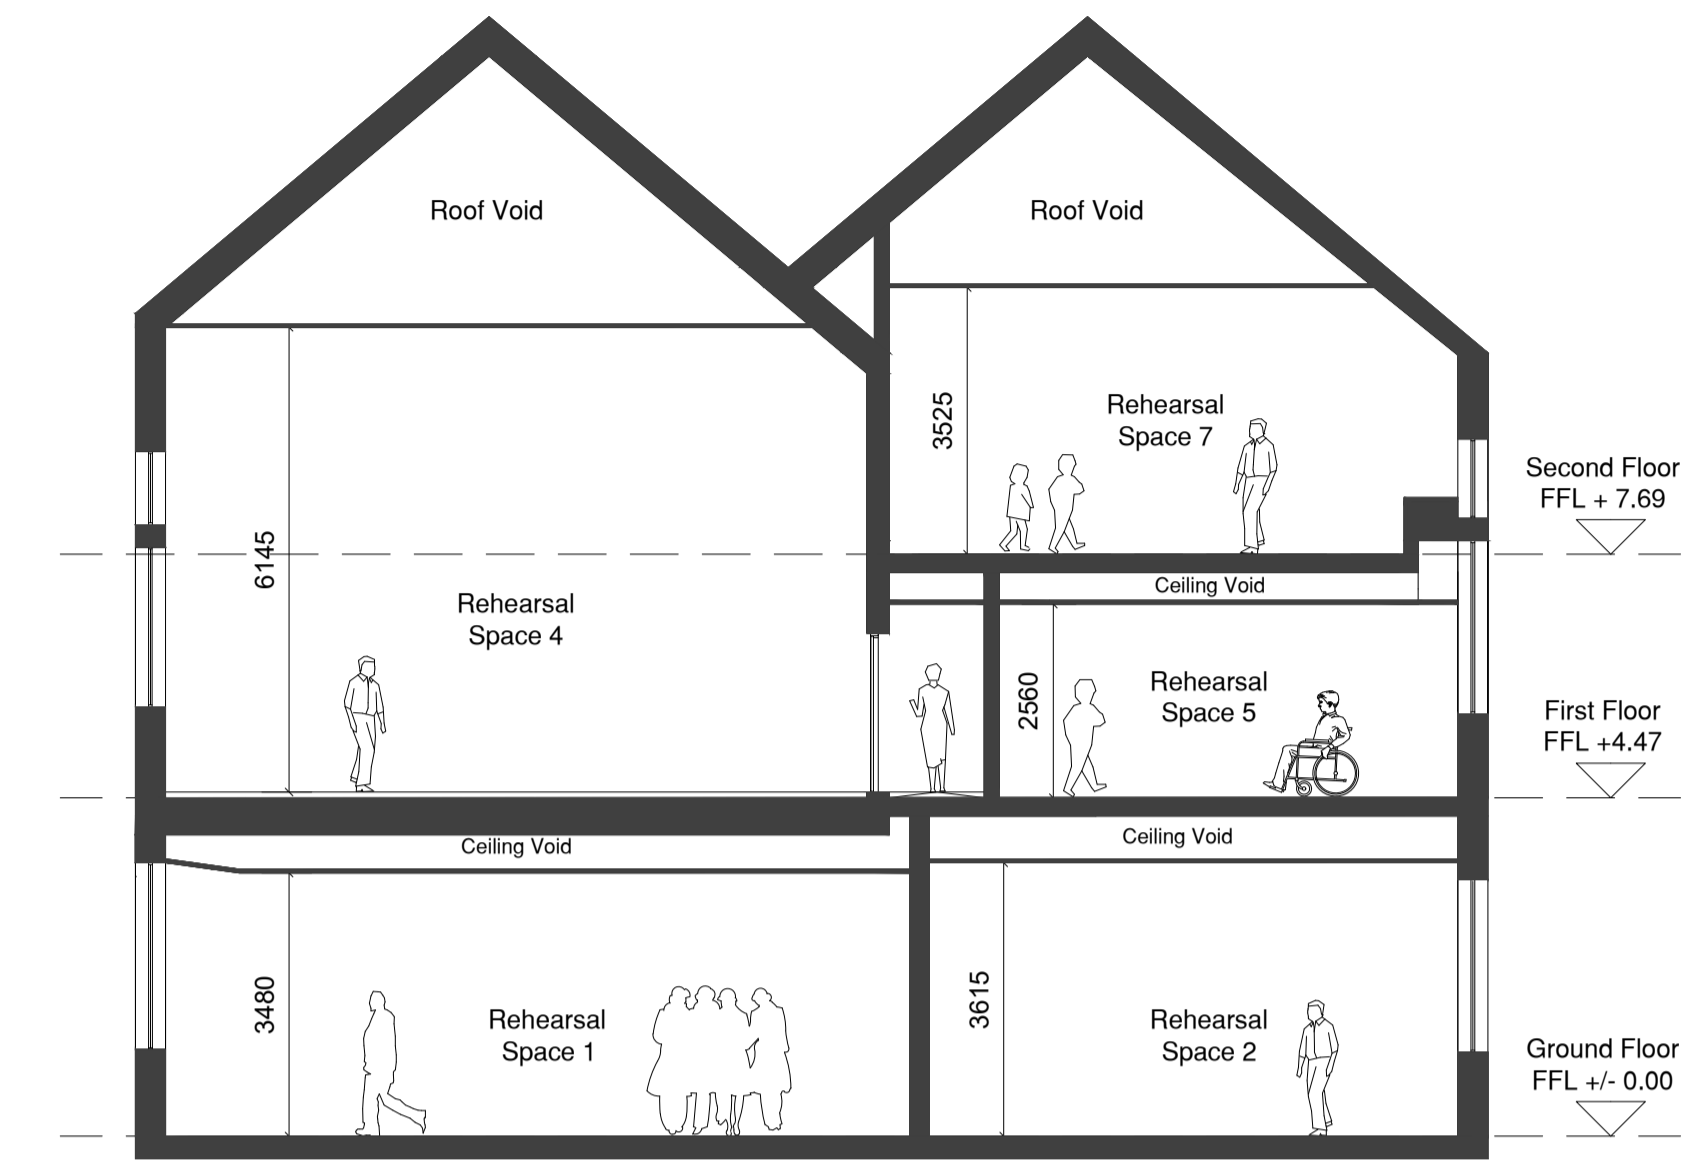 Roof Void
Roof Void
3525
Rehearsal
Space 7
Second Floor
FFL + 7.69
6145
Rehearsal
Space 4
Ceiling Void
2560
Rehearsal
Space 5
First Floor
FFL +4.47
Ceiling Void
Ceiling Void
3480
Rehearsal
Space 1
3615
Rehearsal
Space 2
Ground Floor
FFL +/- 0.00